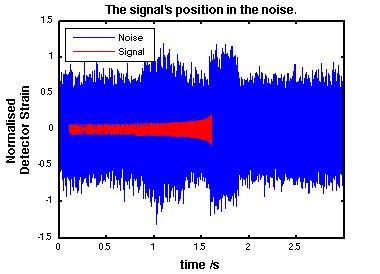 The signal's position in the noise.
1.5
Noise
Signal
1
0.5
0
-0.5
-1
-1.5
Normalised
Detector Strain
0 0.5 1 1.5 2 2.5
time /s